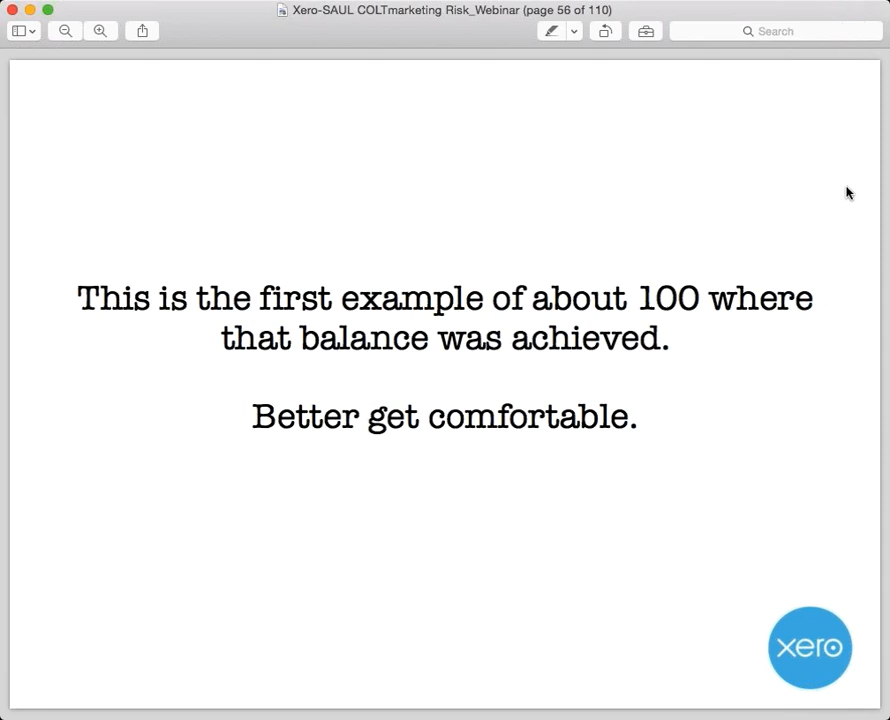 Xero-SAUL COLTmarketing Risk_Webinar (page 56 of 110)
Search
This is the first example of about 100 where
that balance was achieved.
Better get comfortable.
xero